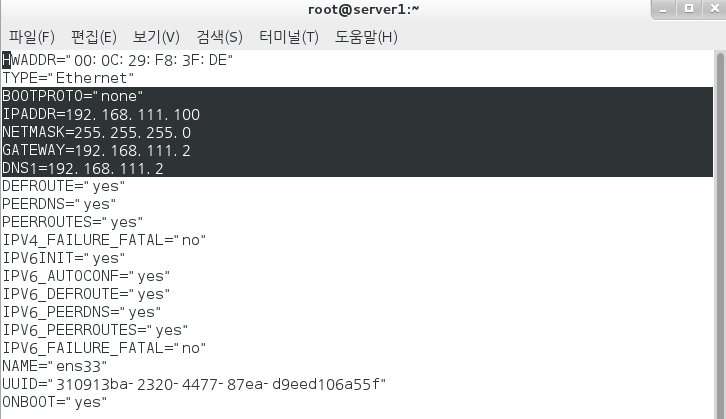 root@server1:~
파일(F) 편집(E) 보기(V) 검색(S) 터미널(T) 도움말(H)
HWADDR="00:0C:29:F8:3F:DE"
TYPE="Ethernet"
BOOTPROTO="none"
IPADDR=192.168.111.100
NETMASK=255.255.255.0
GATEWAY=192.168.111.2
DNS1=192.168.111.2
DEFROUTE="yes"
PEERDNS="yes"
PEERROUTES="yes"
IPV4_FAILURE_FATAL="no"
IPV6INIT="yes"
IPV6_AUTOCONF="yes"
IPV6_DEFROUTE="yes"
IPV6_PEERDNS="yes"
IPV6_PEERROUTES="yes"
IPV6_FAILURE_FATAL="no"
NAME="ens33"
UUID="310913ba-2320-4477-87ea-d9eed106a55f"
ONBOOT="yes"